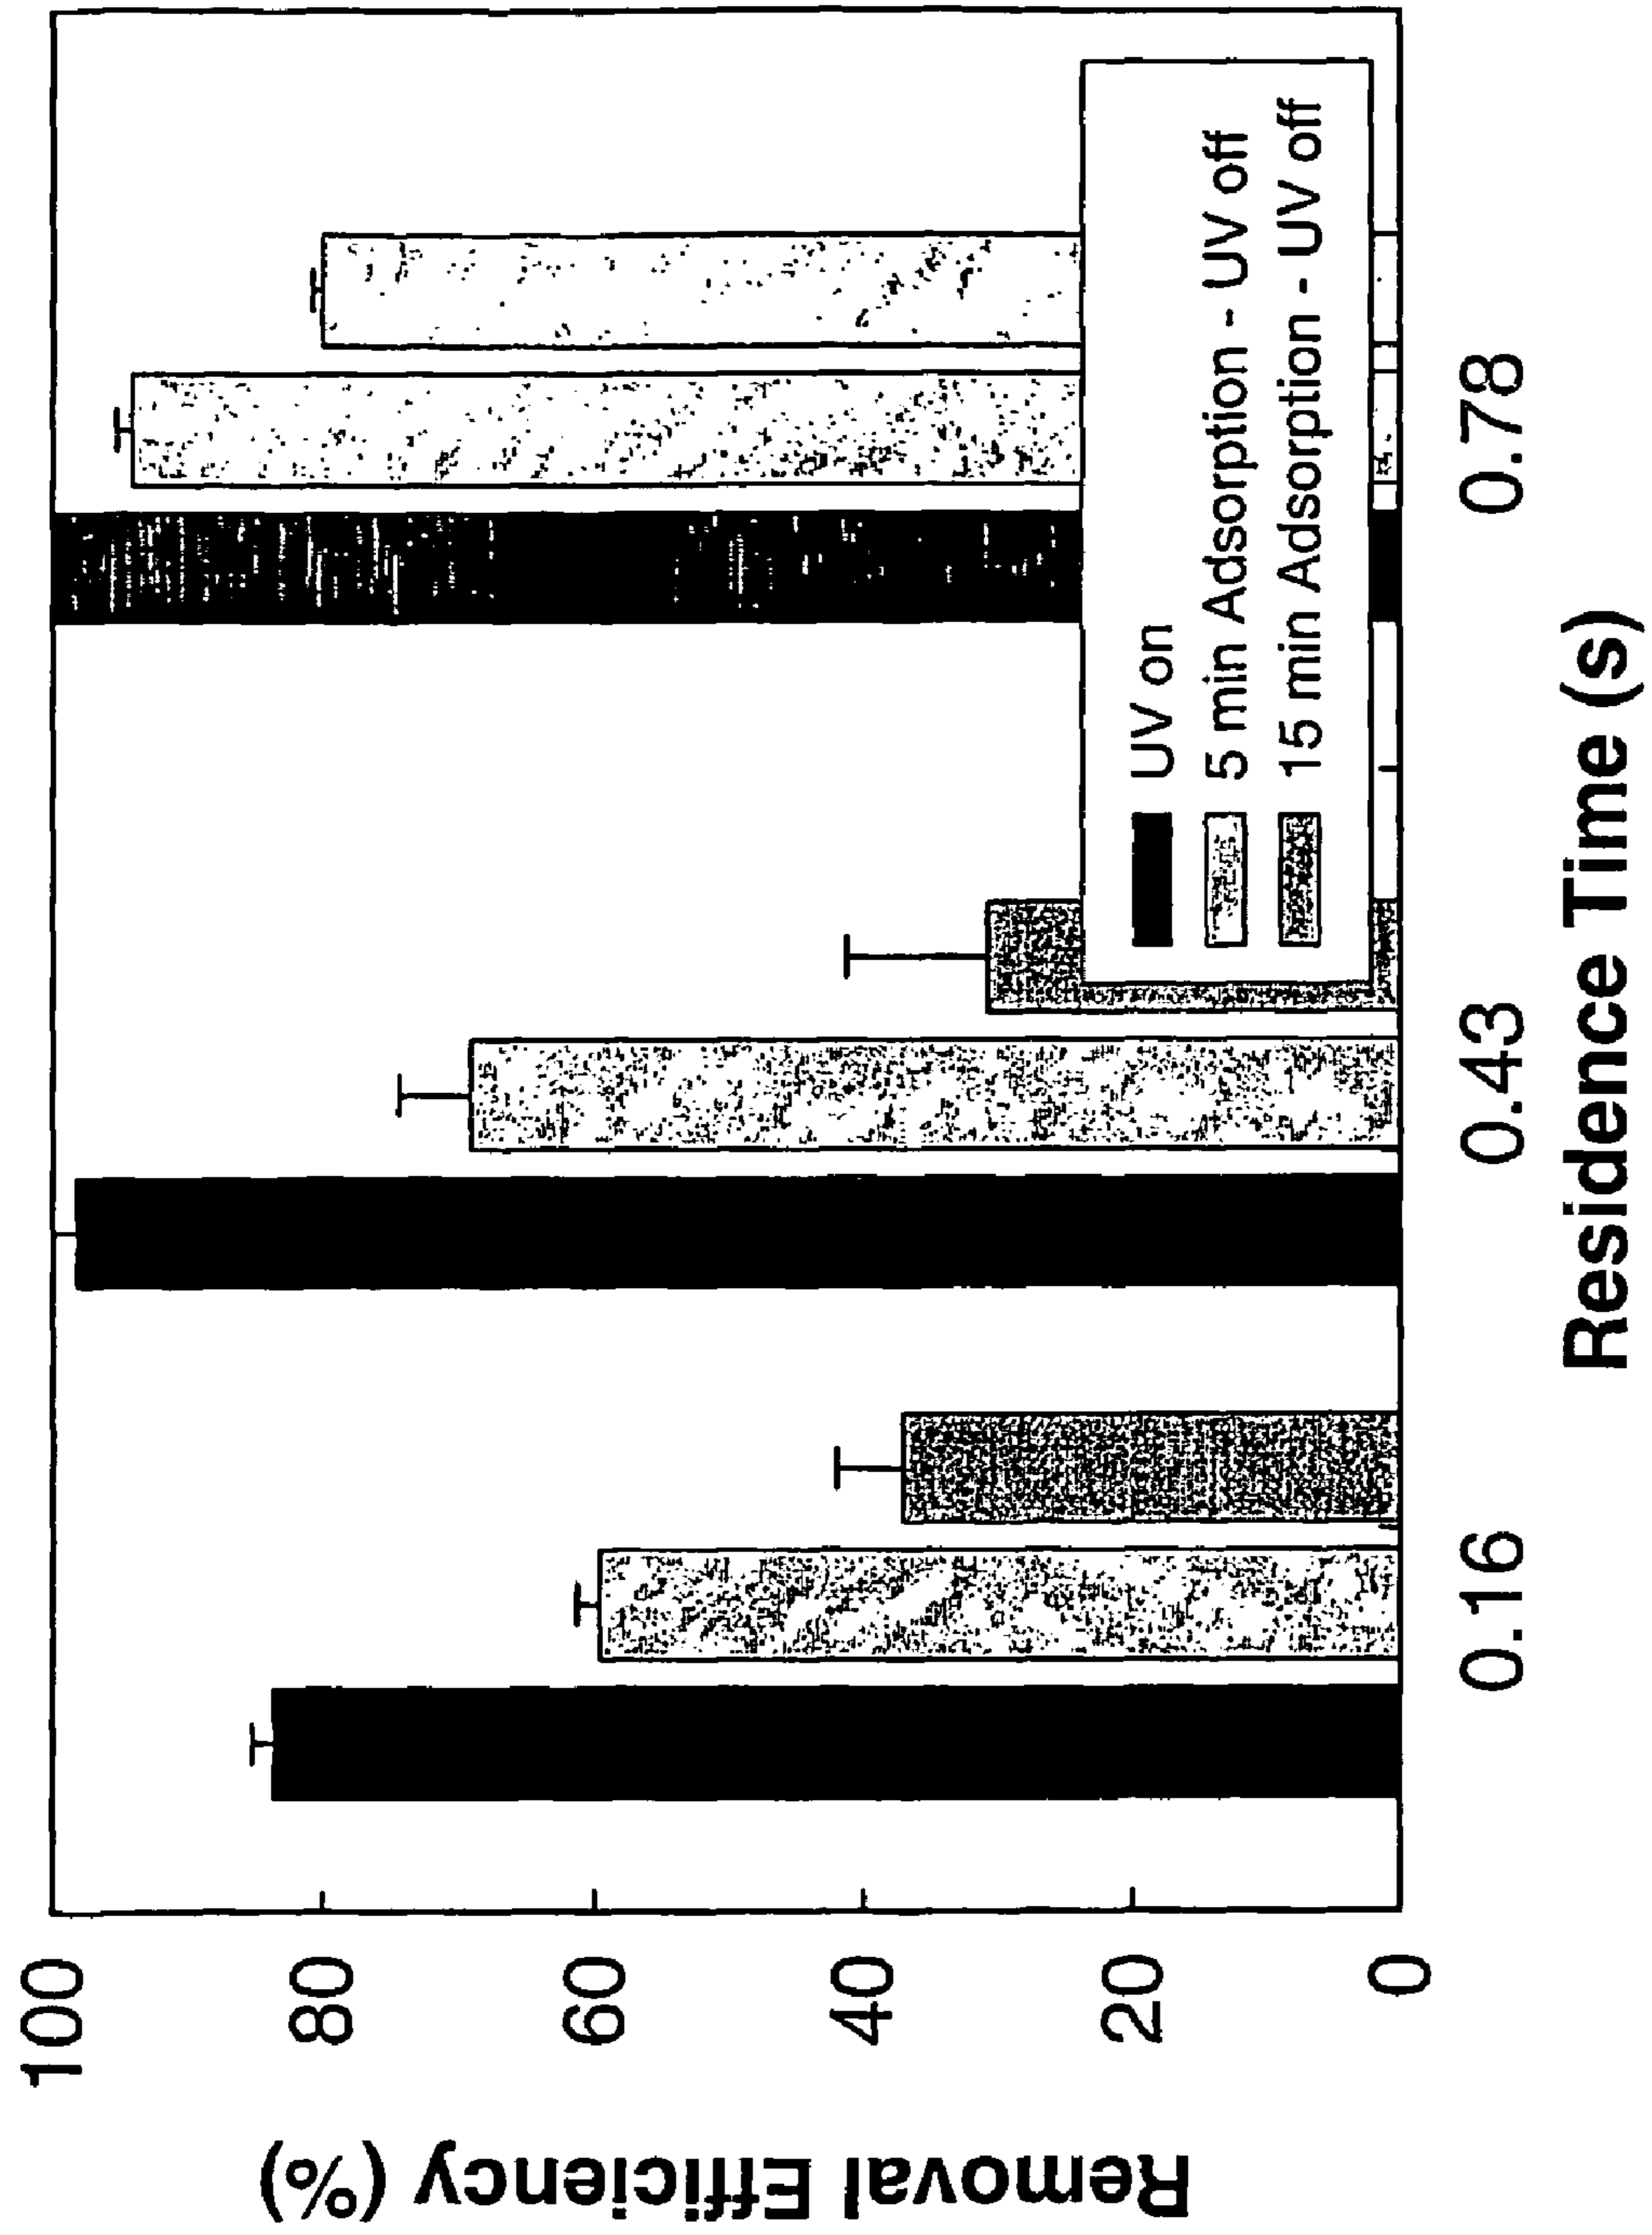 Removal Efficiency (%)
100
80
60
40
20
0
UV on
5 min Adsorption - UV off
15 min Adsorption - UV off
0.16
0.43
0.78
Residence Time (s)